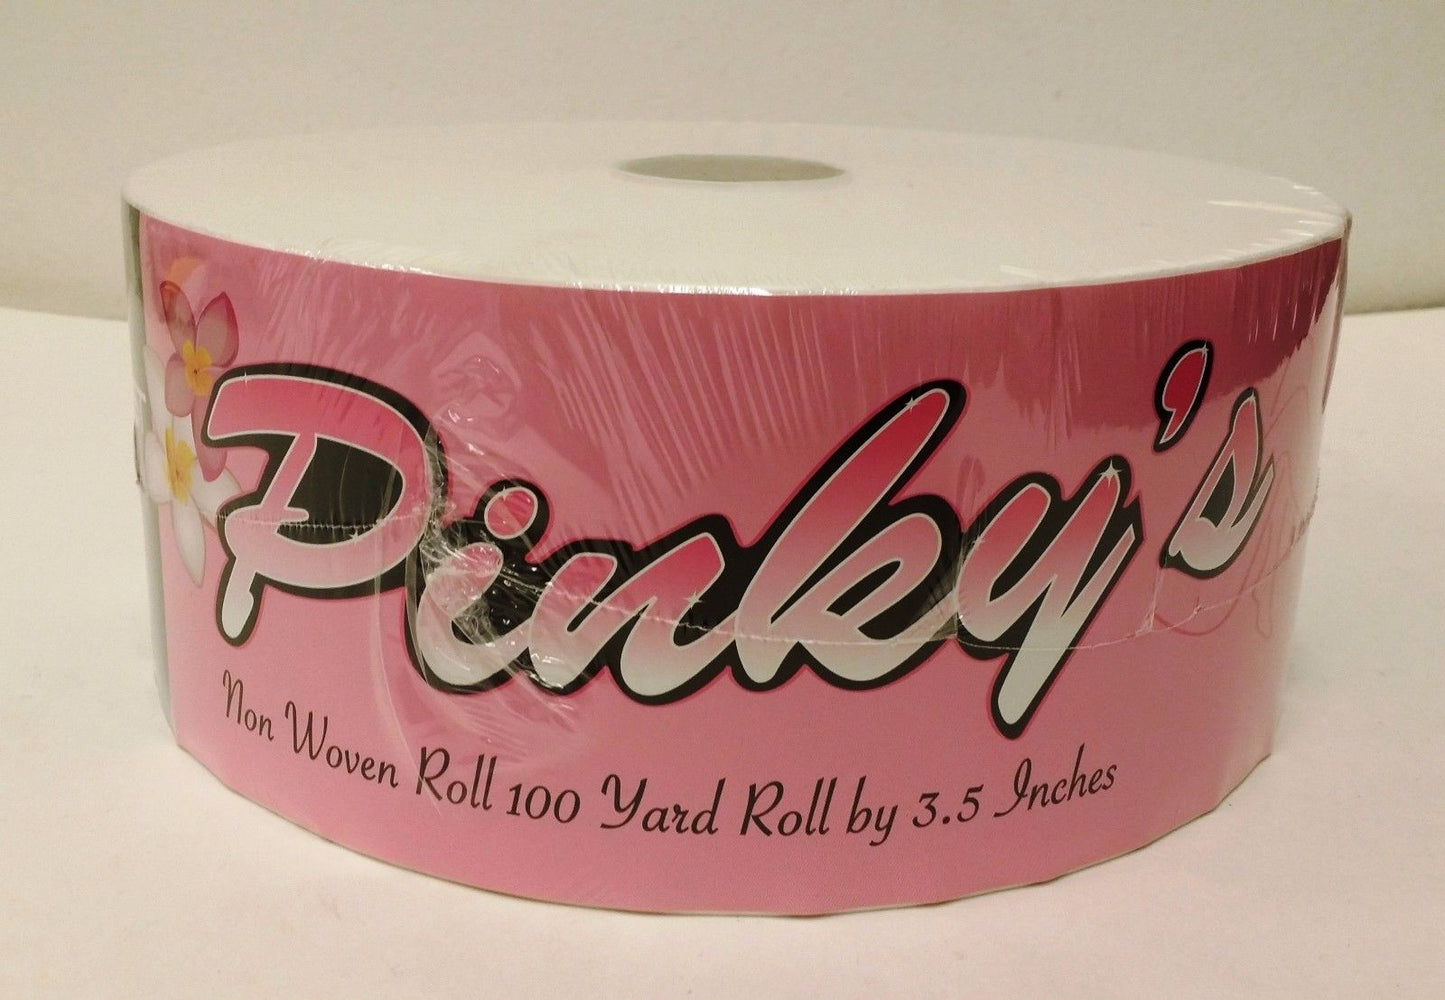 Pinky's
Non Woven Roll 100 Yard Roll by 3.5 Inches